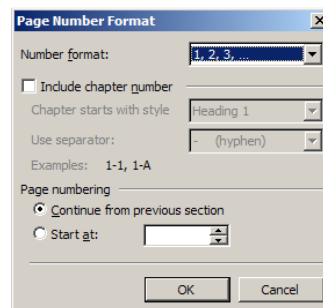 Page Number Format
Number format: 1, 2, 3, ...
Include chapter number
Chapter starts with style Heading 1
Use separator: - (hyphen)
Examples: 1-1, 1-A
Page numbering
Continue from previous section
Start at:
OK Cancel